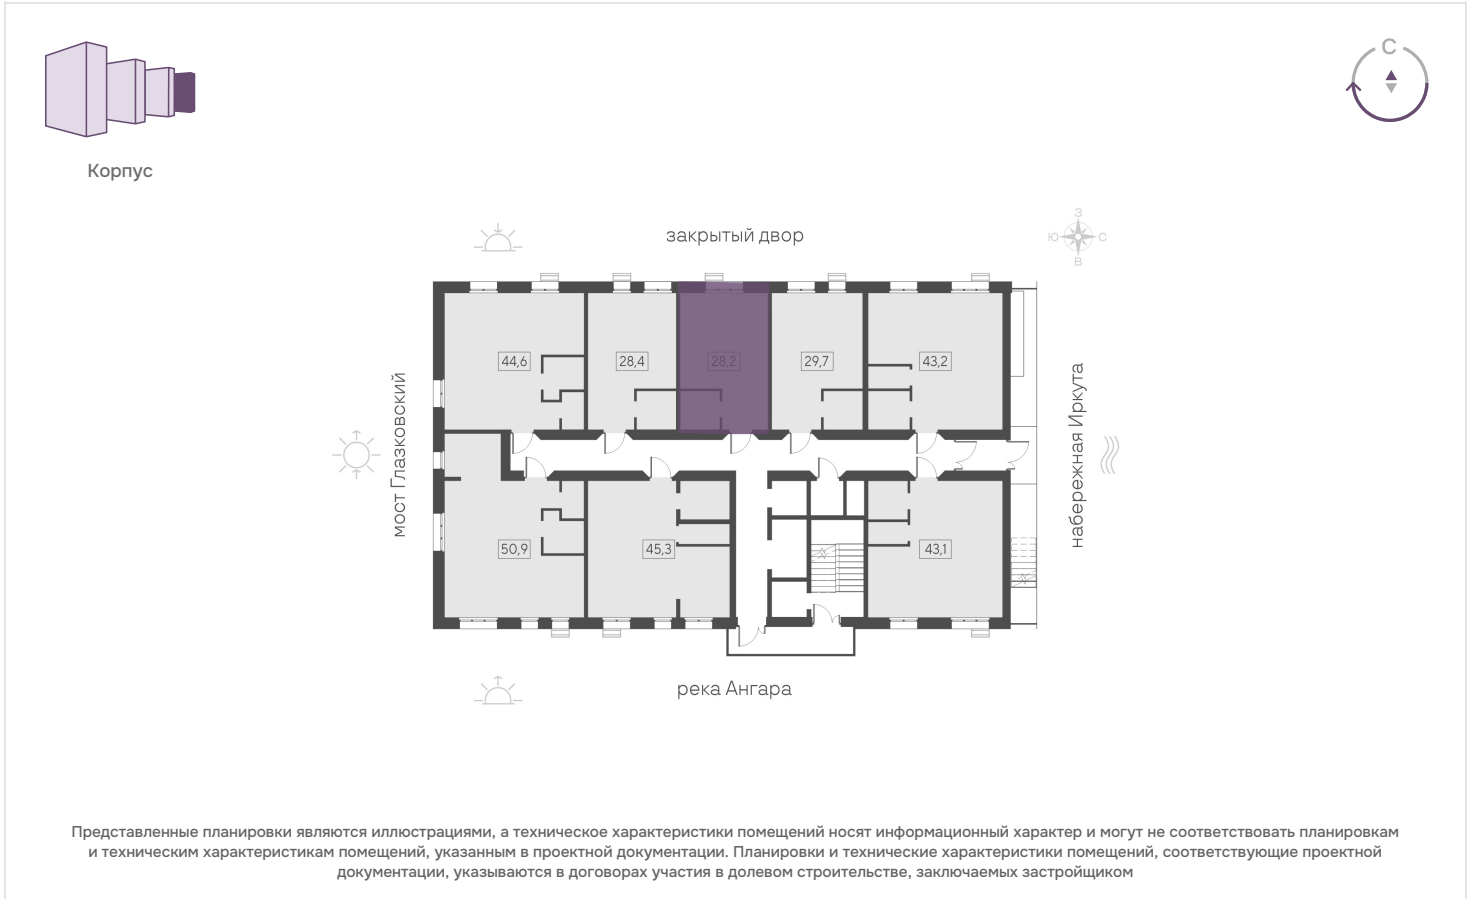 С
Корпус
закрытый двор
З
Ю
С
В
44,6
28,4
28,2
29,7
43,2
мост Глазковский
набережная Иркута
50,9
45,3
43,1
река Ангара
Представленные планировки являются иллюстрациями, а техническое характеристики помещений носят информационный характер и могут не соответствовать планировкам
и техническим характеристикам помещений, указанным в проектной документации. Планировки и технические характеристики помещений, соответствующие проектной
документации, указываются в договорах участия в долевом строительстве, заключаемых застройщиком